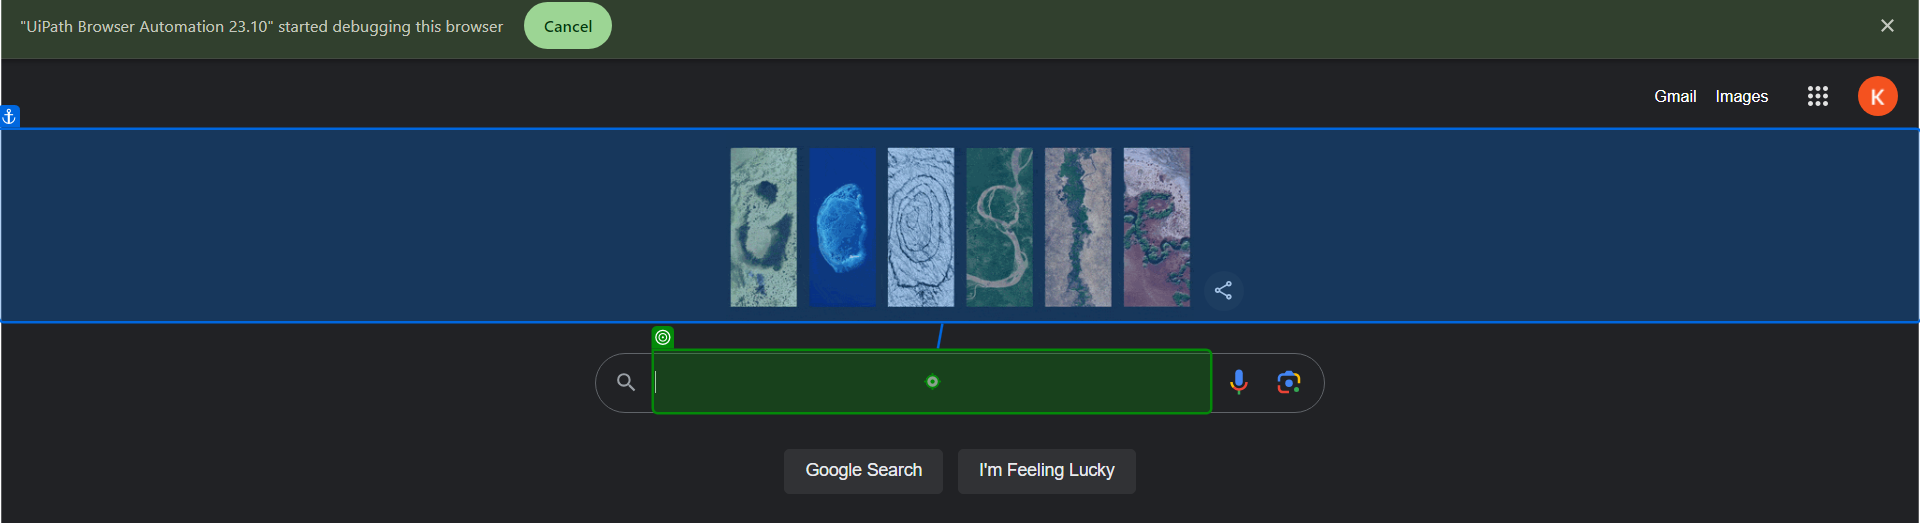 "UiPath Browser Automation 23.10" started debugging this browser Cancel
Gmail Images K
Google Search I'm Feeling Lucky